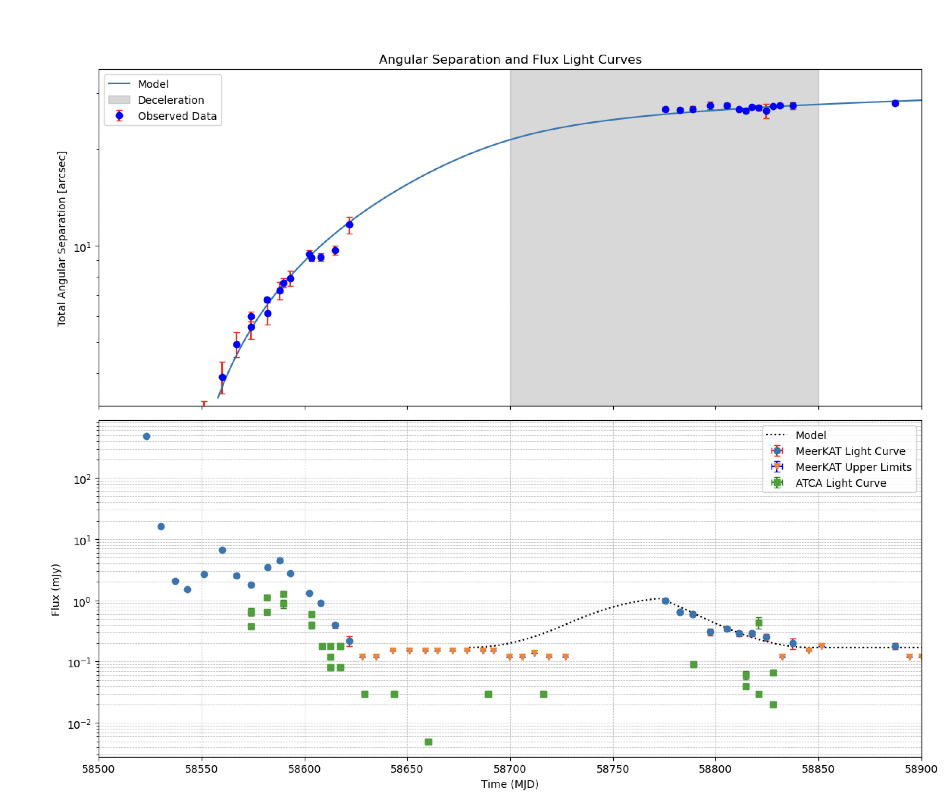 Angular Separation and Flux Light Curves
Model
Deceleration
Observed Data
Total Angular Separation [arcsec]
10¹
Model
MeerKAT Light Curve
MeerKAT Upper Limits
ATCA Light Curve
Flux (mJy)
10²
10¹
10⁰
10⁻¹
10⁻²
58500 58550 58600 58650 58700 58750 58800 58850 58900
Time (MJD)